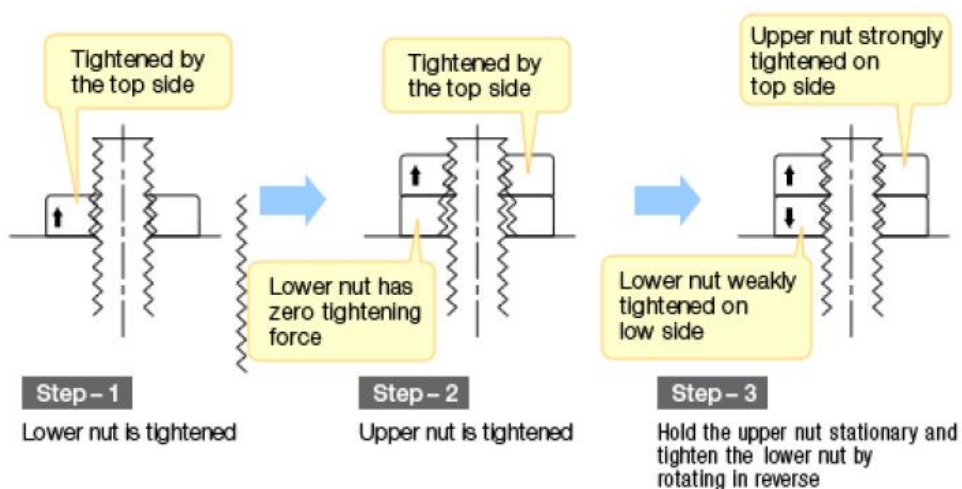 Tightened by
the top side
Tightened by
the top side
Upper nut strongly
tightened on
top side
Lower nut has
zero tightening
force
Lower nut weakly
tightened on
low side
Step – 1
Lower nut is tightened
Step – 2
Upper nut is tightened
Step – 3
Hold the upper nut stationary and
tighten the lower nut by
rotating in reverse